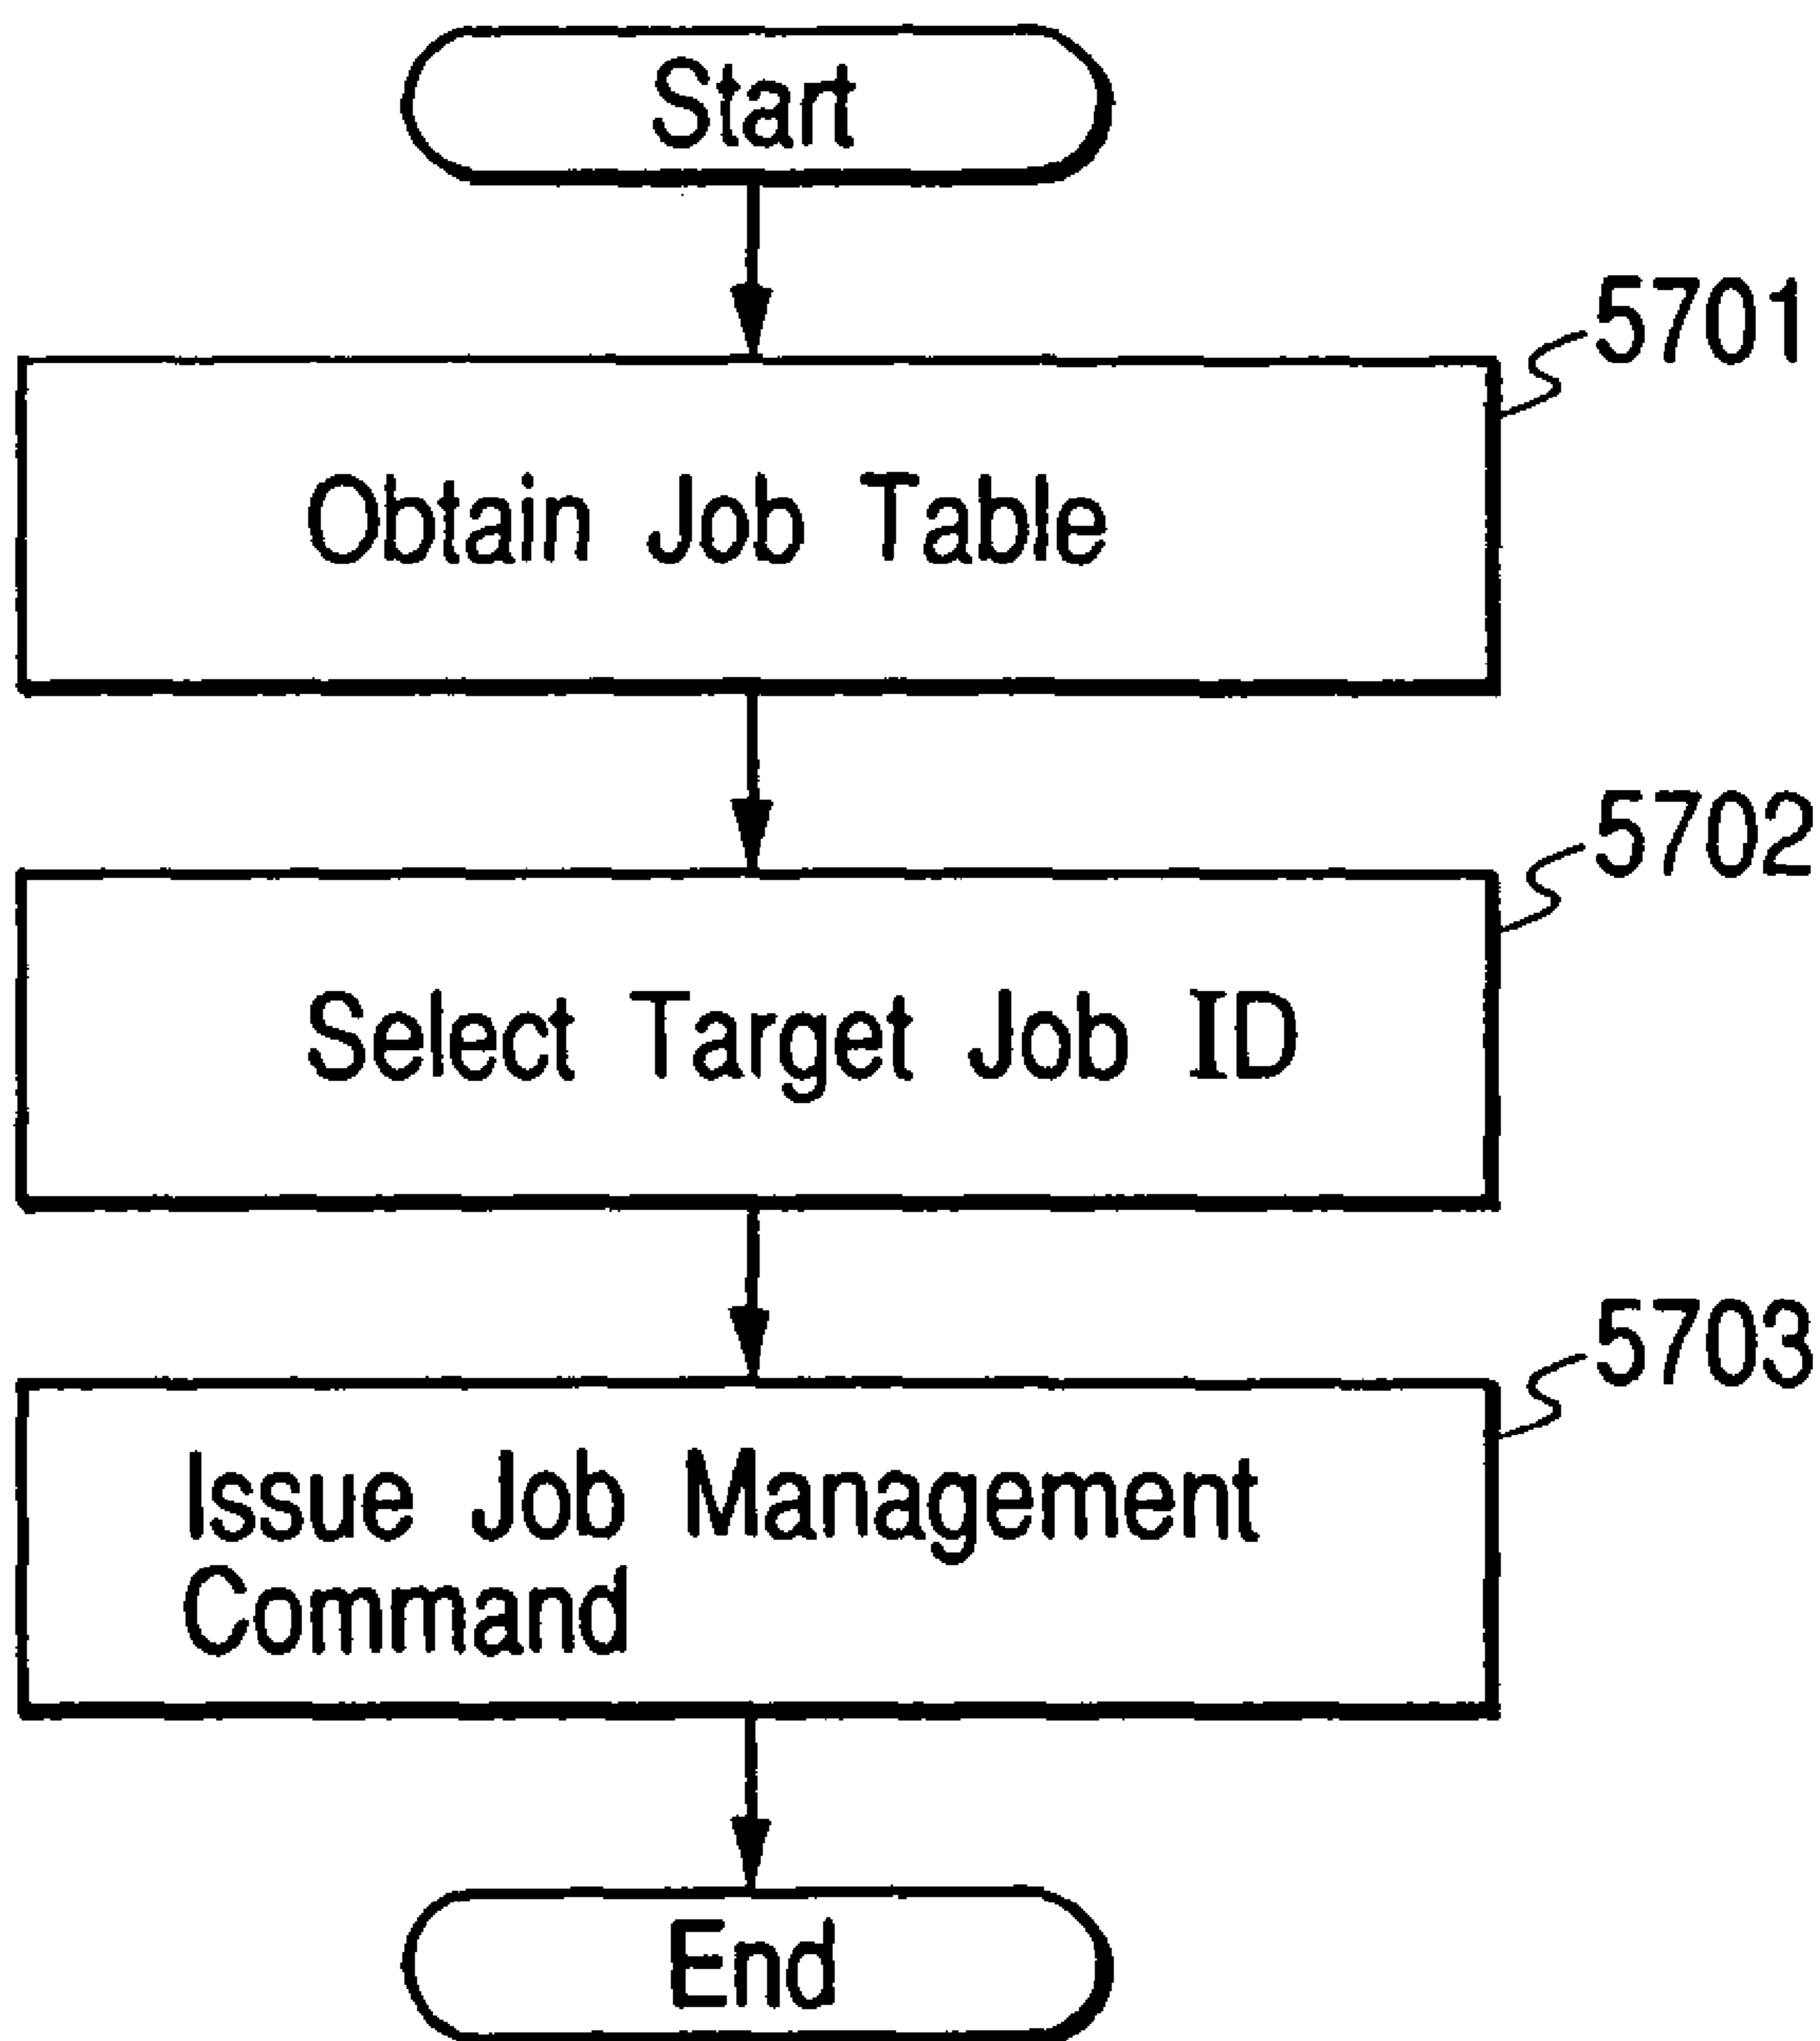 Start
5701
Obtain Job Table
5702
Select Target Job ID
5703
Issue Job Management
Command
End